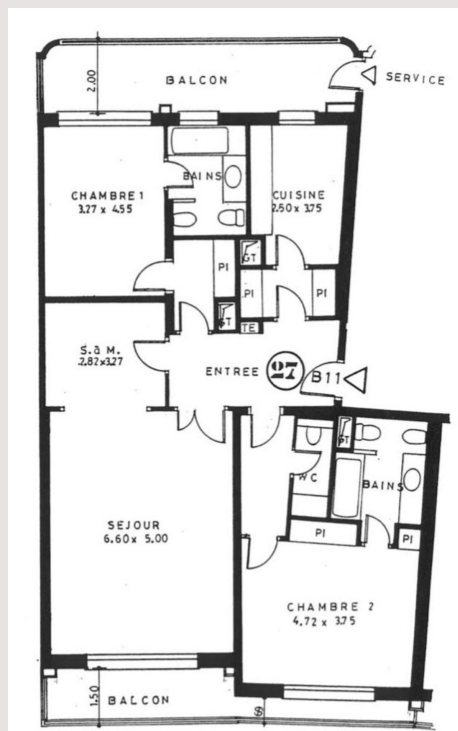 2.00
BALCON
SERVICE
BAINS
CHAMBRE 1
3.27 x 4.55
CUISINE
2.50 x 3.75
GT
PI
PI
PI
GT
TE
S.à M.
2.82x3.27
ENTREE
27
B11
GT
WC
BAINS
SEJOUR
6.60 x 5.00
PI
PI
CHAMBRE 2
4.72 x 3.75
1.50
BALCON